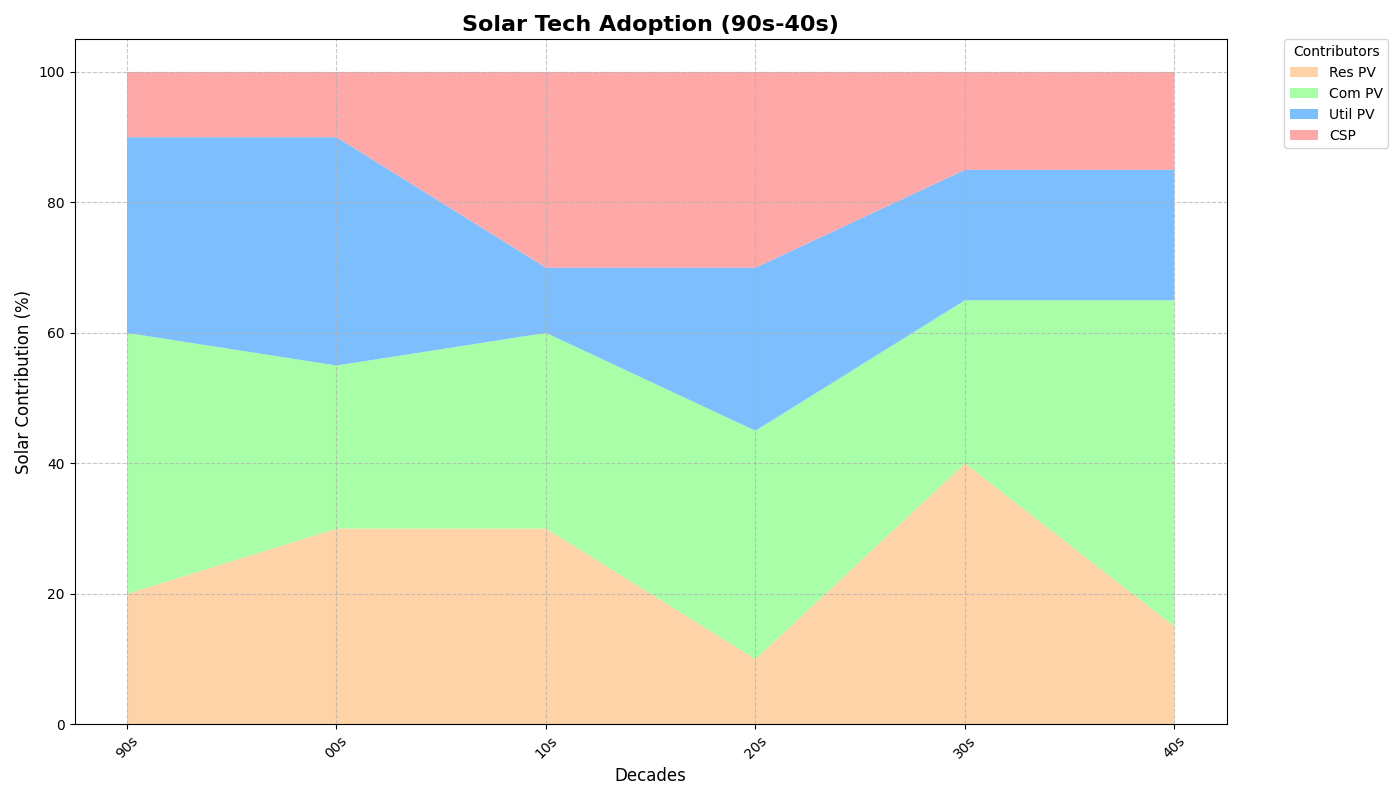 Solar Tech Adoption (90s-40s)
Contributors
Res PV
Com PV
Util PV
CSP
Solar Contribution (%)
100
80
60
40
20
0
90s
00s
10s
20s
30s
40s
Decades